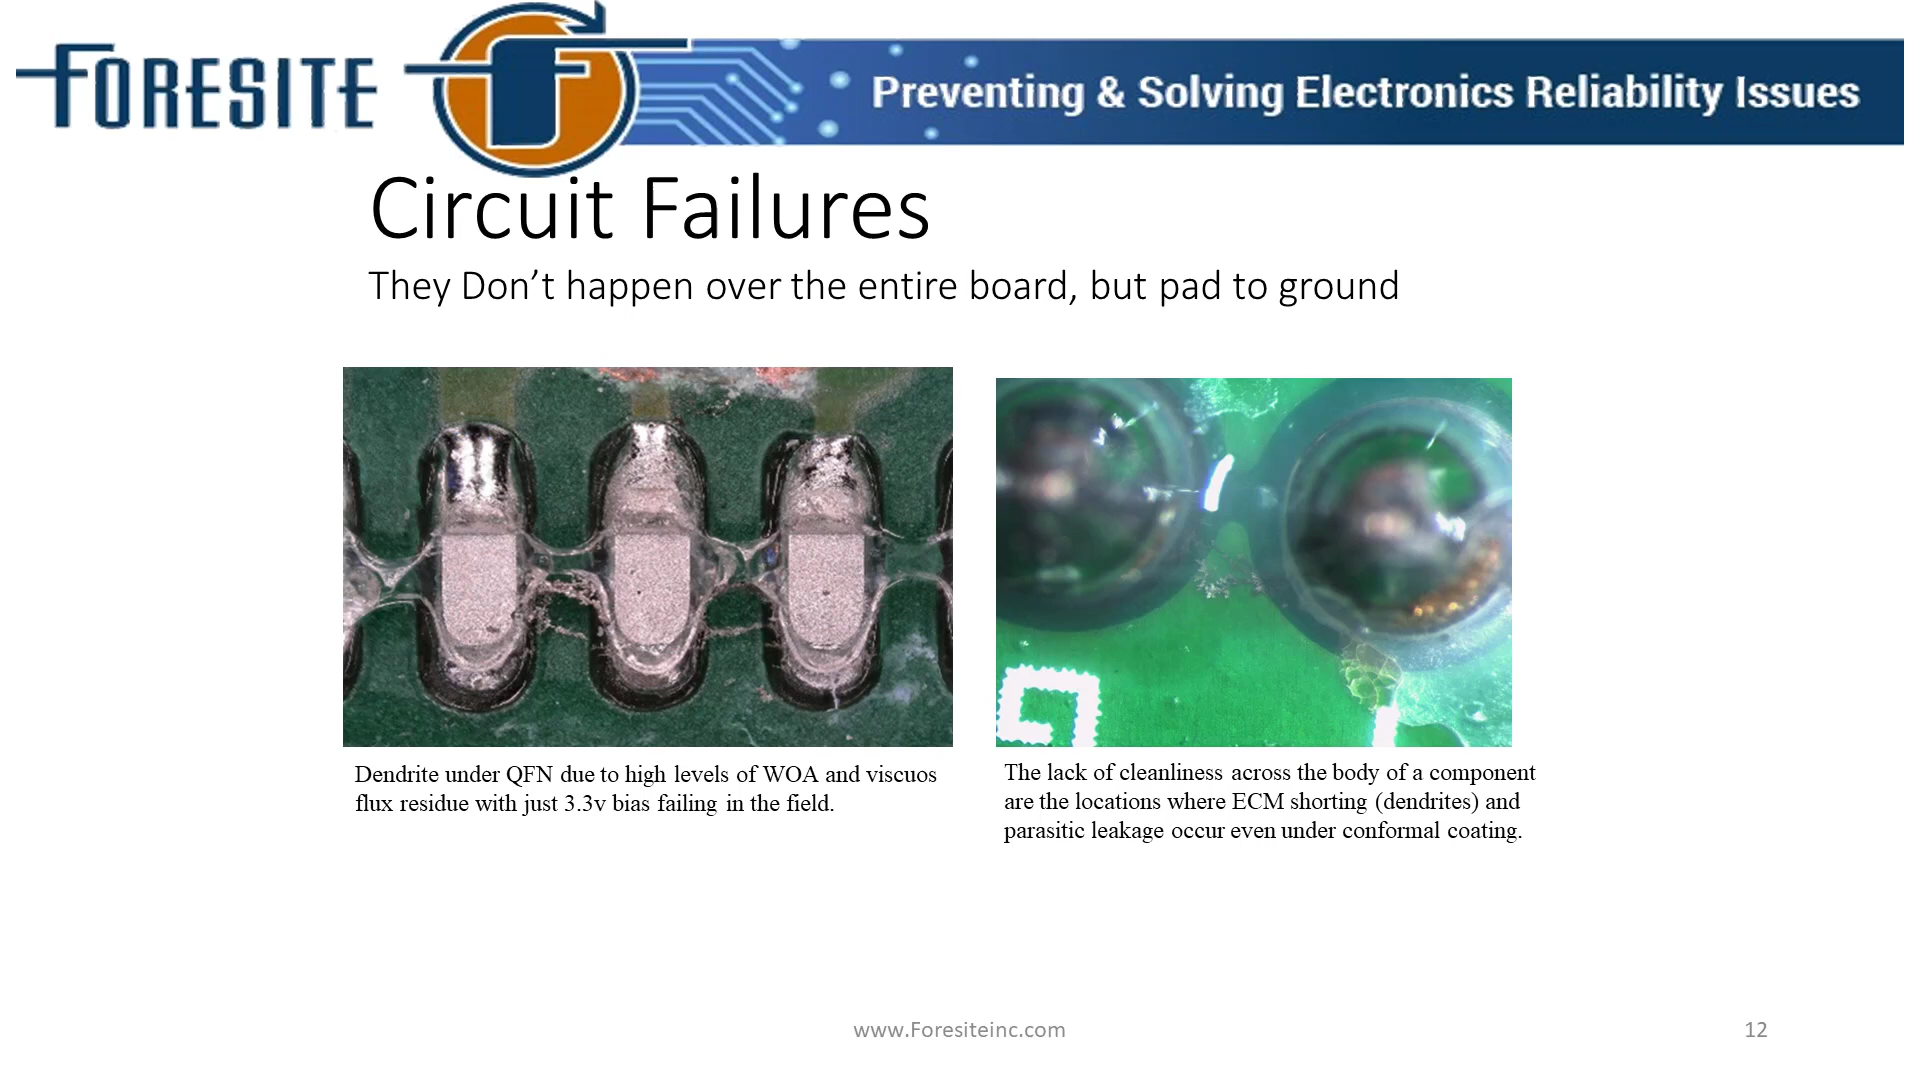 FORESITE
Preventing & Solving Electronics Reliability Issues
Circuit Failures
They Don’t happen over the entire board, but pad to ground
Dendrite under QFN due to high levels of WOA and viscuos
flux residue with just 3.3v bias failing in the field.
The lack of cleanliness across the body of a component
are the locations where ECM shorting (dendrites) and
parasitic leakage occur even under conformal coating.
www.Foresiteinc.com
12